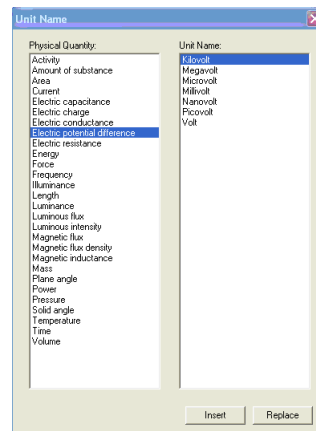 Unit Name
Physical Quantity:
Activity
Amount of substance
Area
Current
Electric capacitance
Electric charge
Electric conductance
Electric potential difference
Electric resistance
Energy
Force
Frequency
Illuminance
Length
Luminance
Luminous flux
Luminous intensity
Magnetic flux
Magnetic flux density
Magnetic inductance
Mass
Plane angle
Power
Pressure
Solid angle
Temperature
Time
Volume
Unit Name:
Kilovolt
Megavolt
Microvolt
Millivolt
Nanovolt
Picovolt
Volt
Insert
Replace